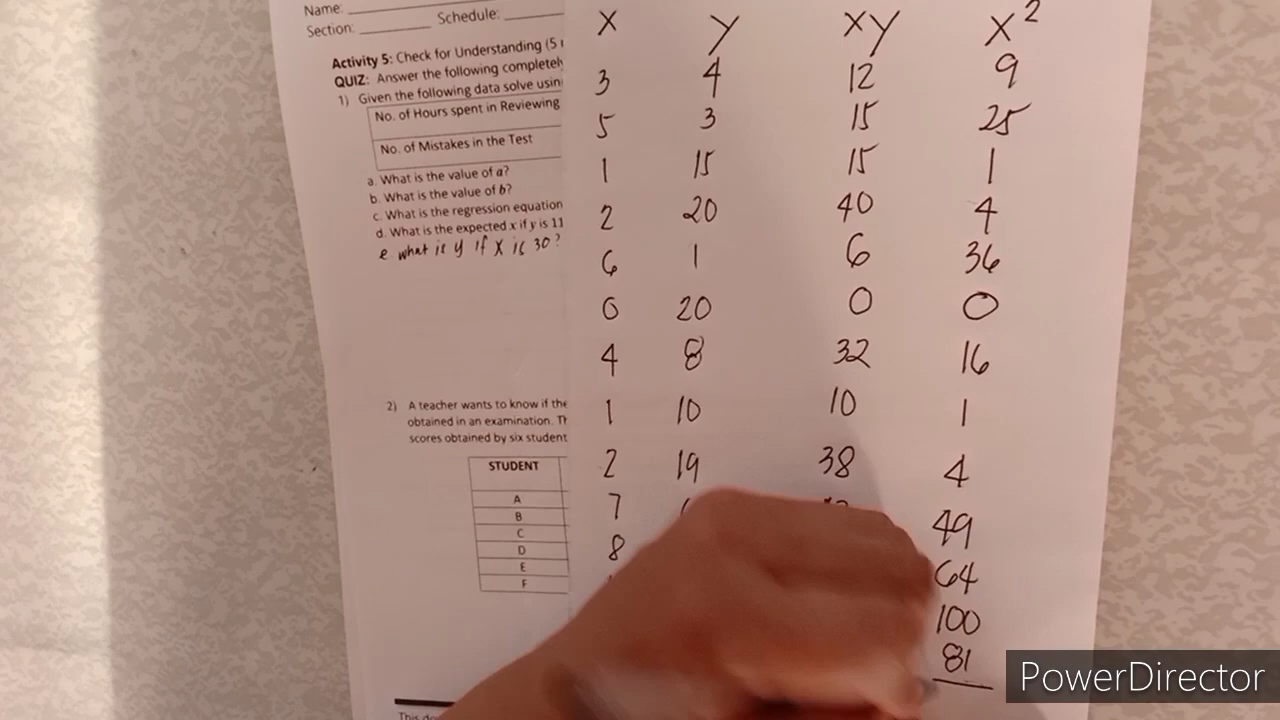 Name:
Section: Schedule:
Activity 5: Check for Understanding (5
QUIZ: Answer the following completely
1) Given the following data solve usin
No. of Hours spent in Reviewing
No. of Mistakes in the Test
a. What is the value of a?
b. What is the value of b?
c. What is the regression equation
d. What is the expected x if y is 11
e. what is y if x is 30?
2) A teacher wants to know if the
obtained in an examination.
scores obtained by six student
STUDENT
A
B
C
D
E
F
X y xy x²
3 4 12 9
5 3 15 25
1 15 15 1
2 20 40 4
6 1 6 36
0 20 0 0
4 8 32 16
1 10 10 1
2 19 38 4
7 49
8 64
100
81
PowerDirector